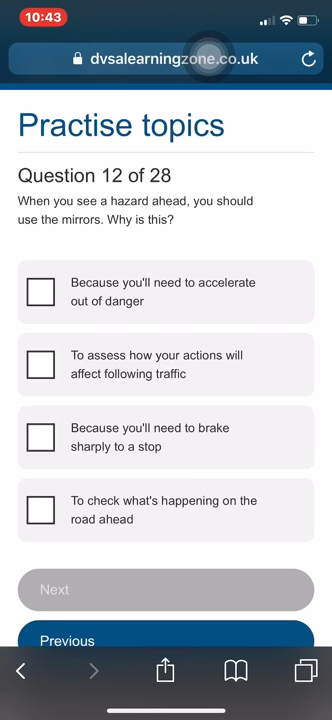 10:43
dvsalearningzone.co.uk
Practise topics
Question 12 of 28
When you see a hazard ahead, you should
use the mirrors. Why is this?
Because you'll need to accelerate
out of danger
To assess how your actions will
affect following traffic
Because you'll need to brake
sharply to a stop
To check what's happening on the
road ahead
Next
Previous